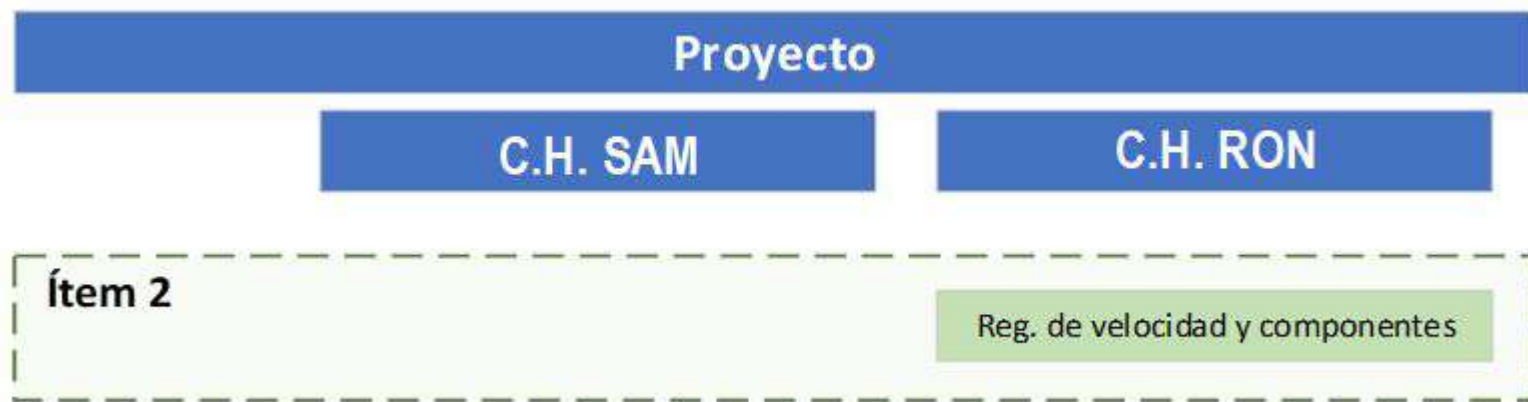 Proyecto
C.H. SAM
C.H. RON
Ítem 2
Reg. de velocidad y componentes